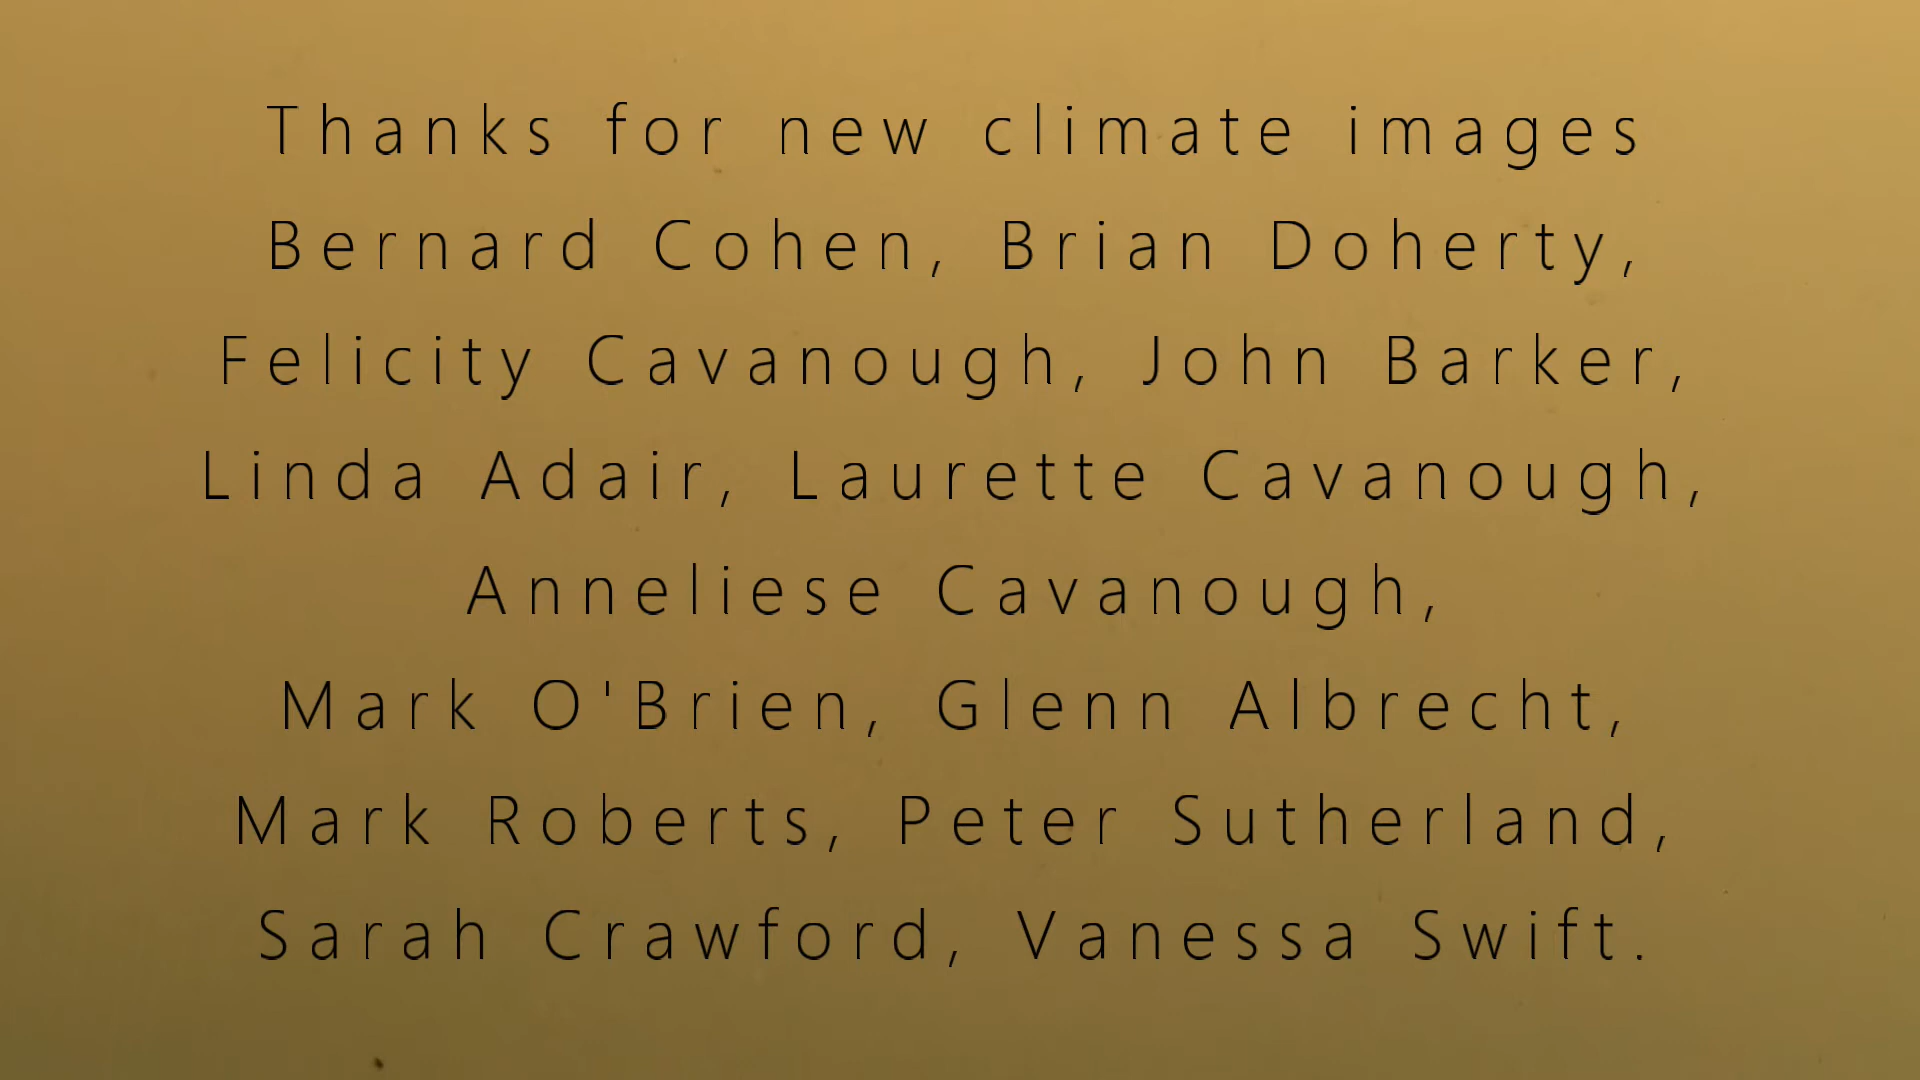 Thanks for new climate images
Bernard Cohen, Brian Doherty,
Felicity Cavanough, John Barker,
Linda Adair, Laurette Cavanough,
Anneliese Cavanough,
Mark O'Brien, Glenn Albrecht,
Mark Roberts, Peter Sutherland,
Sarah Crawford, Vanessa Swift.